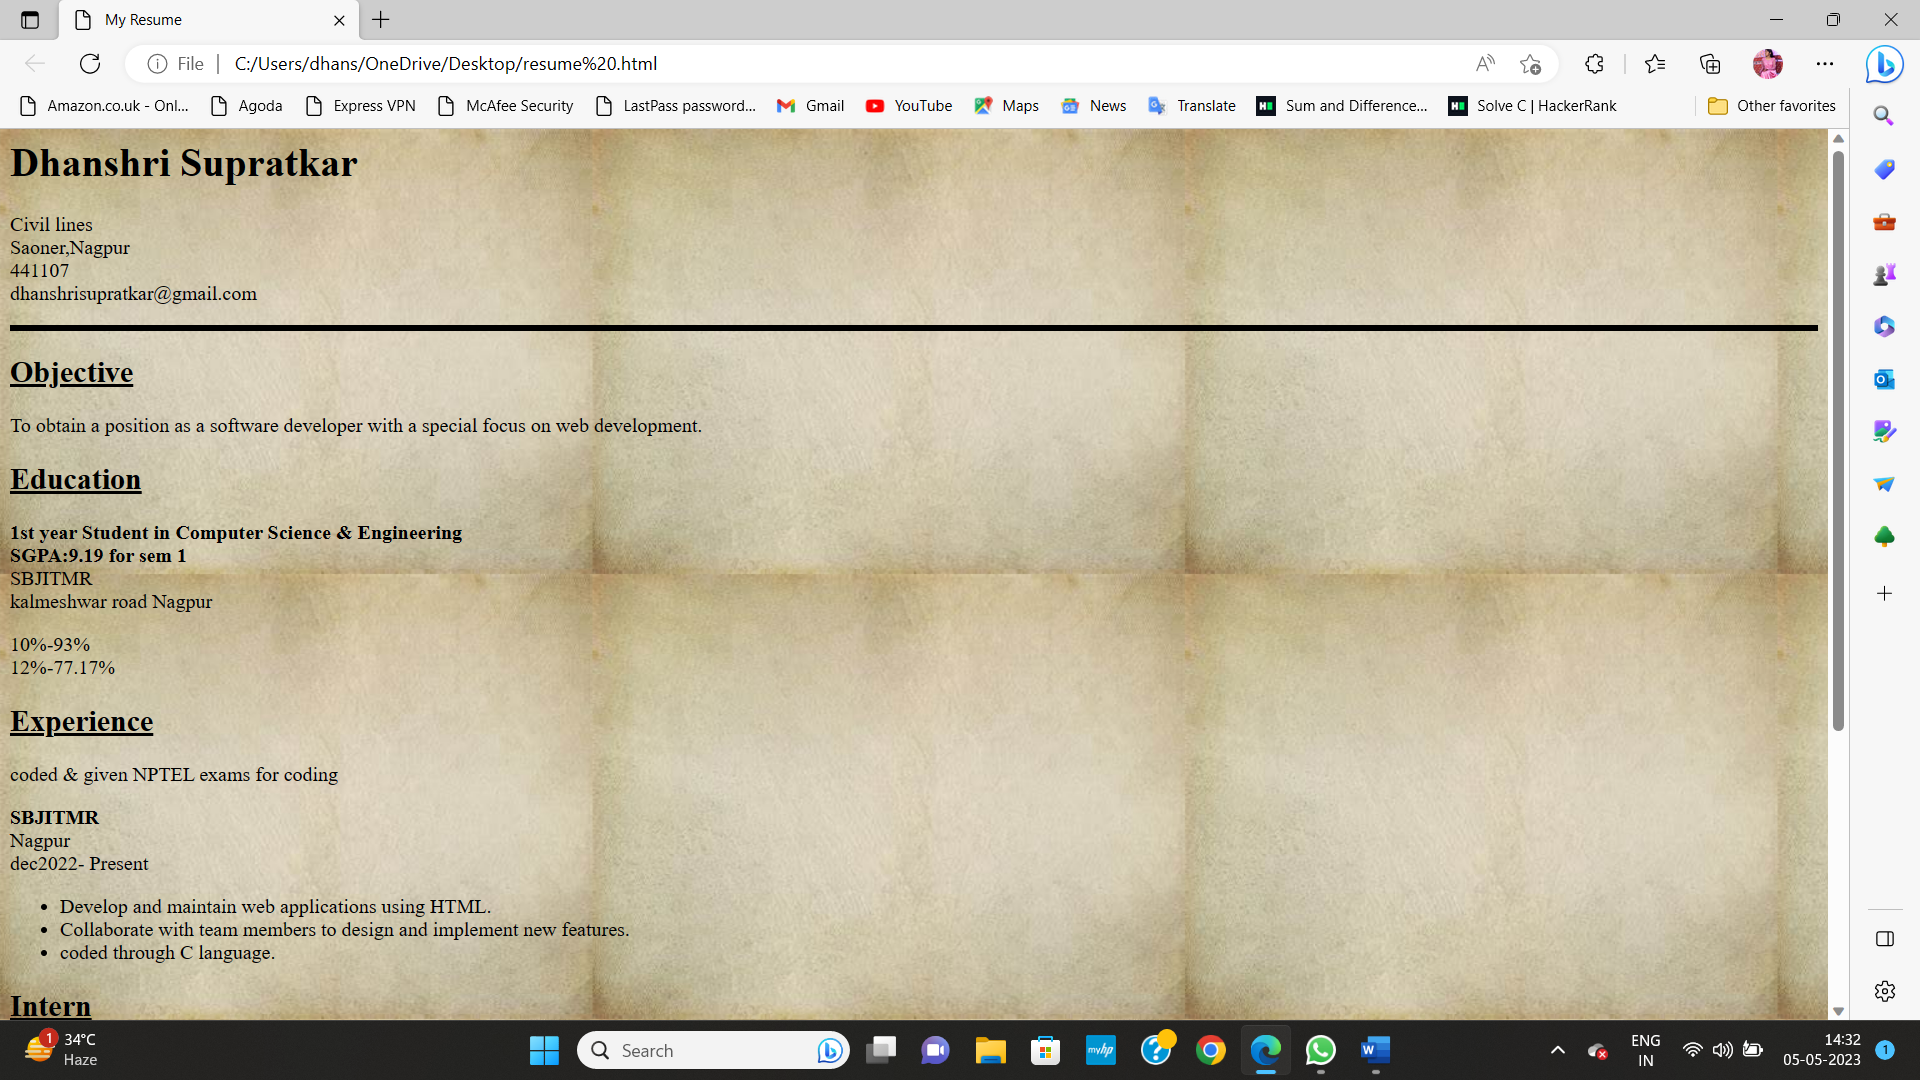 My Resume
File
C:/Users/dhans/OneDrive/Desktop/resume%20.html
Amazon.co.uk - Onl...
Agoda
Express VPN
McAfee Security
LastPass password...
Gmail
YouTube
Maps
News
Translate
Sum and Difference...
Solve C | HackerRank
Other favorites
Dhanshri Supratkar
Civil lines
Saoner,Nagpur
441107
dhanshrisupratkar@gmail.com
Objective
To obtain a position as a software developer with a special focus on web development.
Education
1st year Student in Computer Science & Engineering
SGPA:9.19 for sem 1
SBJITMR
kalmeshwar road Nagpur
10%-93%
12%-77.17%
Experience
coded & given NPTEL exams for coding
SBJITMR
Nagpur
dec2022- Present
• Develop and maintain web applications using HTML.
• Collaborate with team members to design and implement new features.
• coded through C language.
Intern
1
34°C
Haze
Search
myhp
ENG
IN
14:32
05-05-2023
1